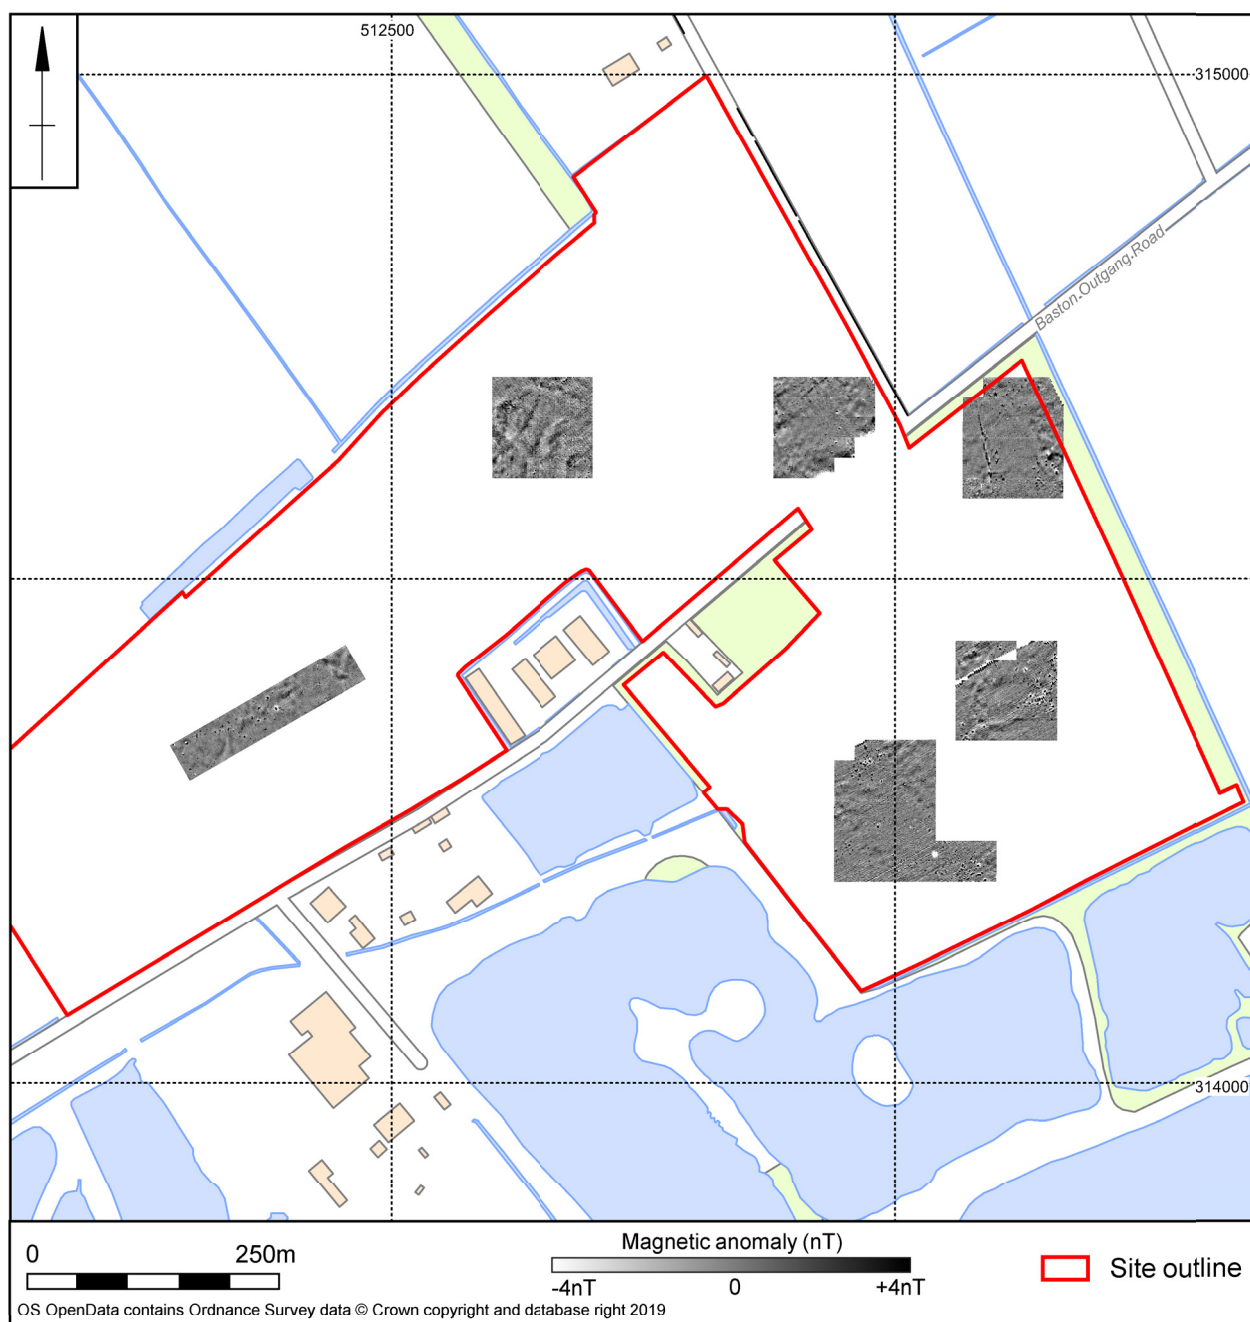 512500
315000
Baston Outgang Road
314000
0 250m
Magnetic anomaly (nT)
-4nT 0 +4nT
Site outline
OS OpenData contains Ordnance Survey data © Crown copyright and database right 2019